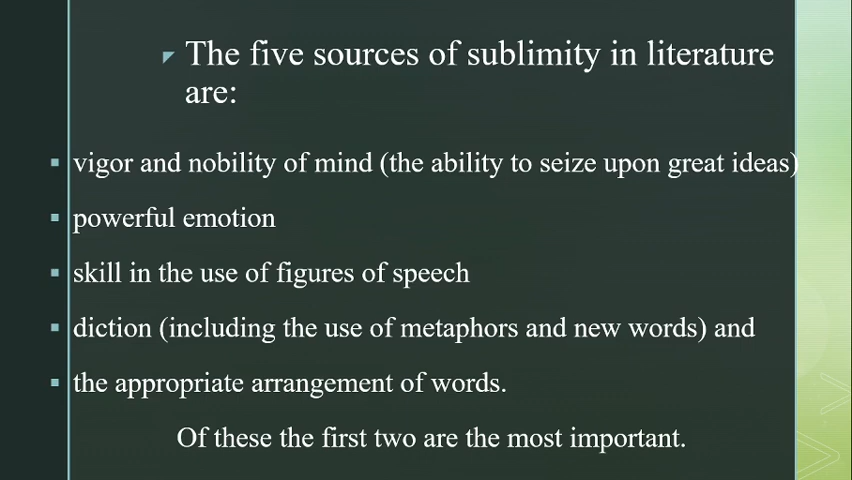 The five sources of sublimity in literature
are:
vigor and nobility of mind (the ability to seize upon great ideas)
powerful emotion
skill in the use of figures of speech
diction (including the use of metaphors and new words) and
the appropriate arrangement of words.
Of these the first two are the most important.